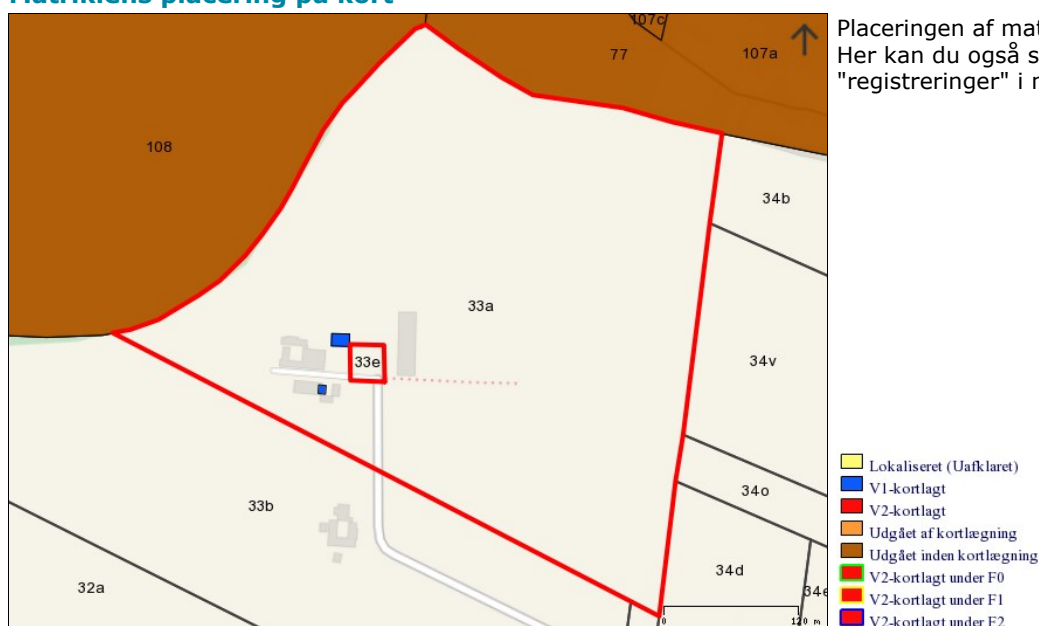 Matriklens placering på kort
Placeringen af mat
Her kan du også s
"registreringer" i m
107c
77
107a
108
34b
33a
33e
34v
33b
34o
34d
34e
32a
0
120 m
Lokaliseret (Uafklaret)
V1-kortlagt
V2-kortlagt
Udgået af kortlægning
Udgået inden kortlægning
V2-kortlagt under F0
V2-kortlagt under F1
V2-kortlagt under F2